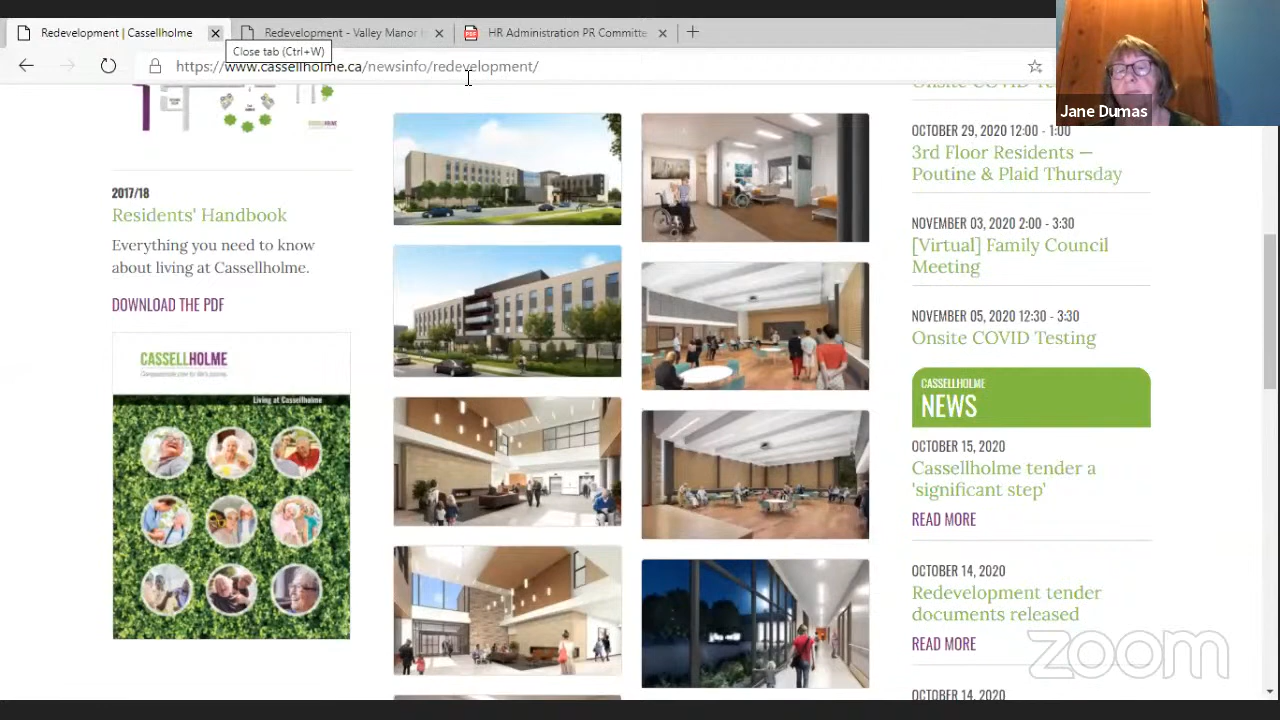 Redevelopment | Cassellholme
Redevelopment - Valley Manor
HR Administration PR Committe
Close tab (Ctrl+W)
https://www.cassellholme.ca/newsinfo/redevelopment/
Jane Dumas
2017/18
Residents' Handbook
Everything you need to know
about living at Cassellholme.
DOWNLOAD THE PDF
CASSELLHOLME
Living at Cassellholme
Onsite COVID Te
OCTOBER 29, 2020 12:00 - 1:00
3rd Floor Residents —
Poutine & Plaid Thursday
NOVEMBER 03, 2020 2:00 - 3:30
[Virtual] Family Council
Meeting
NOVEMBER 05, 2020 12:30 - 3:30
Onsite COVID Testing
CASSELLHOLME
NEWS
OCTOBER 15, 2020
Cassellholme tender a
'significant step'
READ MORE
OCTOBER 14, 2020
Redevelopment tender
documents released
READ MORE
OCTOBER 14, 2020
zoom